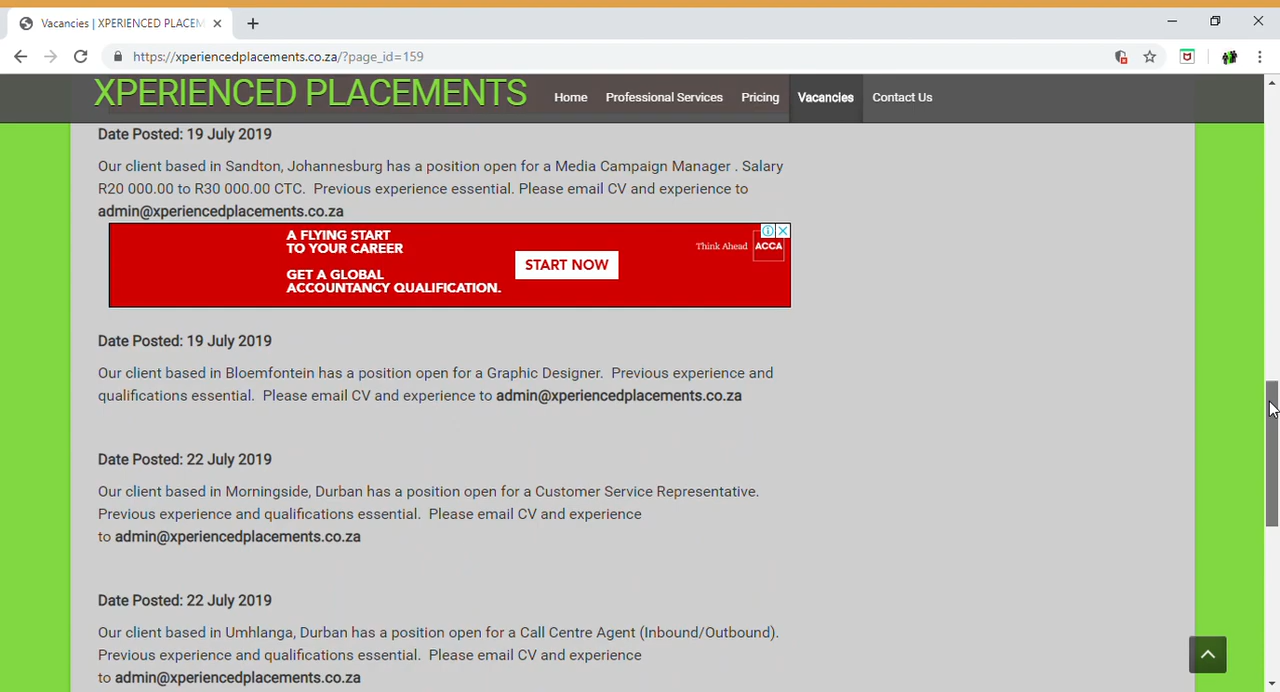 Vacancies | XPERIENCED PLACEM
https://xperiencedplacements.co.za/?page_id=159
XPERIENCED PLACEMENTS
Home Professional Services Pricing Vacancies Contact Us
Date Posted: 19 July 2019
Our client based in Sandton, Johannesburg has a position open for a Media Campaign Manager . Salary
R20 000.00 to R30 000.00 CTC.  Previous experience essential. Please email CV and experience to
admin@xperiencedplacements.co.za
A FLYING START
TO YOUR CAREER
GET A GLOBAL
ACCOUNTANCY QUALIFICATION.
START NOW
Think Ahead ACCA
Date Posted: 19 July 2019
Our client based in Bloemfontein has a position open for a Graphic Designer.  Previous experience and
qualifications essential.  Please email CV and experience to admin@xperiencedplacements.co.za
Date Posted: 22 July 2019
Our client based in Morningside, Durban has a position open for a Customer Service Representative.
Previous experience and qualifications essential.  Please email CV and experience
to admin@xperiencedplacements.co.za
Date Posted: 22 July 2019
Our client based in Umhlanga, Durban has a position open for a Call Centre Agent (Inbound/Outbound).
Previous experience and qualifications essential.  Please email CV and experience
to admin@xperiencedplacements.co.za